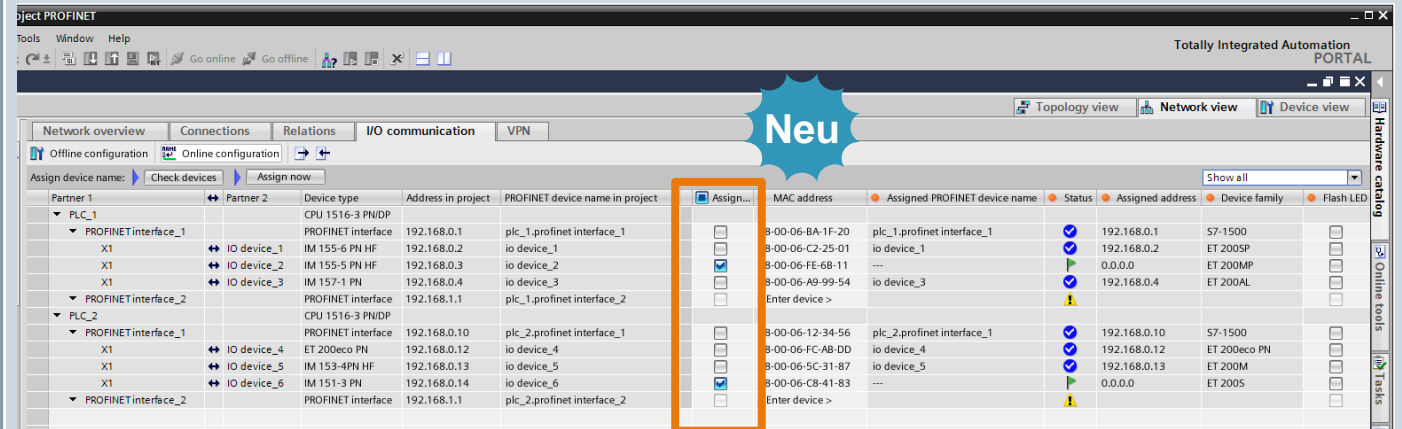 oject PROFINET
Tools Window Help
Totally Integrated Automation
PORTAL
Go online Go offline
Topology view Network view Device view
Neu
Network overview Connections Relations I/O communication VPN
Offline configuration Online configuration
Assign device name: Check devices Assign now Show all
Partner 1 Partner 2 Device type Address in project PROFINET device name in project Assign... MAC address Assigned PROFINET device name Status Assigned address Device family Flash LED
PLC_1 CPU 1516-3 PN/DP
PROFINET interface_1 PROFINET interface 192.168.0.1 plc_1.profinet interface_1 8-00-06-BA-1F-20 plc_1.profinet interface_1 192.168.0.1 S7-1500
X1 IO device_1 IM 155-6 PN HF 192.168.0.2 io device_1 8-00-06-C2-25-01 io device_1 192.168.0.2 ET 200SP
X1 IO device_2 IM 155-5 PN HF 192.168.0.3 io device_2 8-00-06-FE-6B-11 --- 0.0.0.0 ET 200MP
X1 IO device_3 IM 157-1 PN 192.168.0.4 io device_3 8-00-06-A9-99-54 io device_3 192.168.0.4 ET 200AL
PROFINET interface_2 PROFINET interface 192.168.1.1 plc_1.profinet interface_2 Enter device >
PLC_2 CPU 1516-3 PN/DP
PROFINET interface_1 PROFINET interface 192.168.0.10 plc_2.profinet interface_1 8-00-06-12-34-56 plc_2.profinet interface_1 192.168.0.10 S7-1500
X1 IO device_4 ET 200eco PN 192.168.0.12 io device_4 8-00-06-FC-AB-DD io device_4 192.168.0.12 ET 200eco PN
X1 IO device_5 IM 153-4PN HF 192.168.0.13 io device_5 8-00-06-5C-31-87 io device_5 192.168.0.13 ET 200M
X1 IO device_6 IM 151-3 PN 192.168.0.14 io device_6 8-00-06-C8-41-83 --- 0.0.0.0 ET 200S
PROFINET interface_2 PROFINET interface 192.168.1.1 plc_2.profinet interface_2 Enter device >
Hardware catalog
Online tools
Tasks